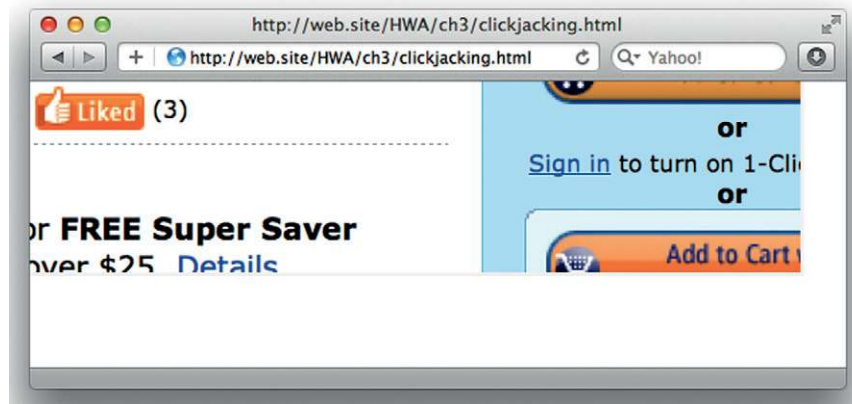 http://web.site/HWA/ch3/clickjacking.html
+ http://web.site/HWA/ch3/clickjacking.html Yahoo!
Liked (3)
or
Sign in to turn on 1-Cli
or
or FREE Super Saver
over $25 Details
Add to Cart